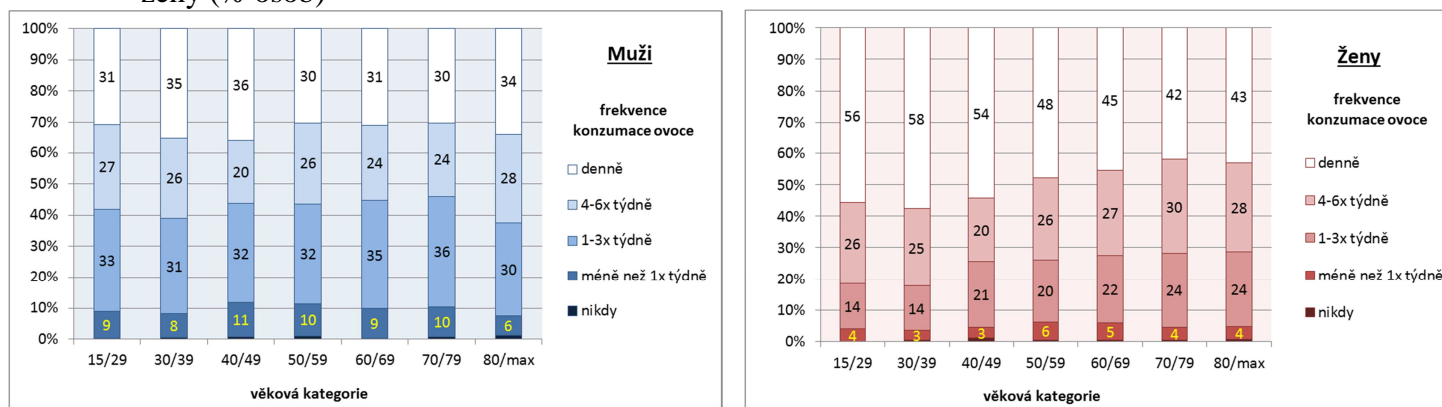 ženy (% osob)
Muži
frekvence
konzumace ovoce
denně
4-6x týdně
1-3x týdně
méně než 1x týdně
nikdy
100%
90%
80%
70%
60%
50%
40%
30%
20%
10%
0%
31 35 36 30 31 30 34
27 26 20 26 24 24 28
33 31 32 32 35 36 30
9 8 11 10 9 10 6
15/29 30/39 40/49 50/59 60/69 70/79 80/max
věková kategorie
Ženy
frekvence
konzumace ovoce
denně
4-6x týdně
1-3x týdně
méně než 1x týdně
nikdy
100%
90%
80%
70%
60%
50%
40%
30%
20%
10%
0%
56 58 54 48 45 42 43
26 25 20 26 27 30 28
14 14 21 20 22 24 24
4 3 3 6 5 4 4
15/29 30/39 40/49 50/59 60/69 70/79 80/max
věková kategorie